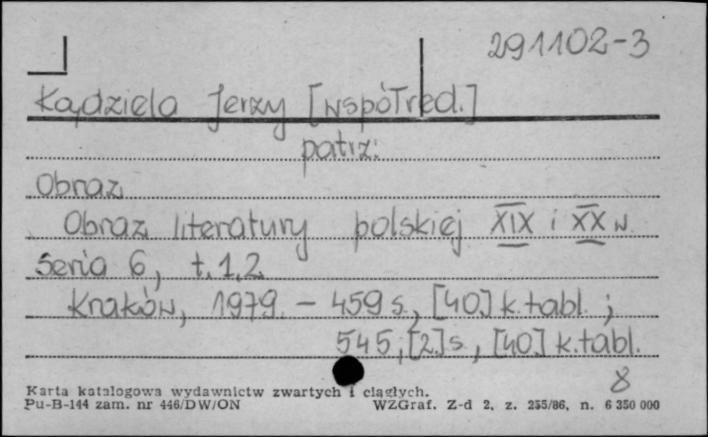 291102-3
Kądziela Jerzy [współred.]
patrz:
Obraz
Obraz literatury polskiej XIX i XX w
Seria 6, t.1,2
Kraków, 1979. - 459 s., [40] k.tabl. ;
545, [2] s., [40] k.tabl.
8
Karta katalogowa wydawnictw zwartych i ciągłych.
Pu-B-144 zam. nr 446/DW/ON WZGraf. Z-d 2, z. 255/86, n. 6 350 000